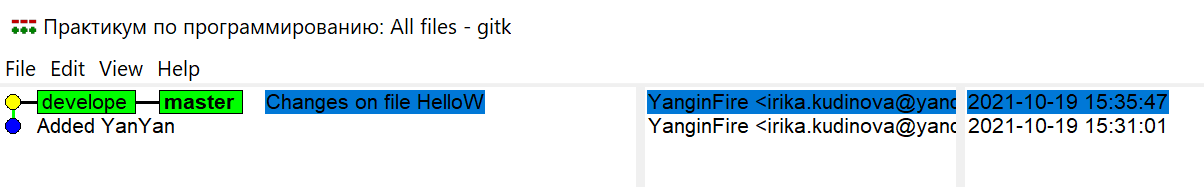 Практикум по программированию: All files - gitk
File Edit View Help
develope master Changes on file HelloW YanginFire <irika.kudinova@yand 2021-10-19 15:35:47
Added YanYan YanginFire <irika.kudinova@yand 2021-10-19 15:31:01